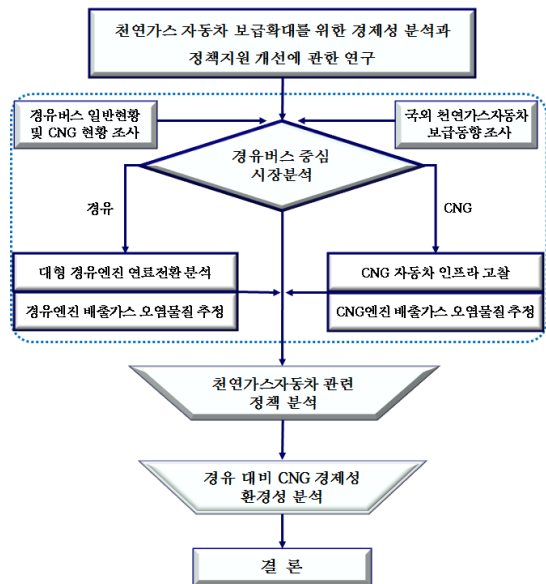 천연가스 자동차 보급확대를 위한 경제성 분석과
정책지원 개선에 관한 연구
경유버스 일반현황
및 CNG 현황 조사
국외 천연가스자동차
보급동향 조사
경유버스 중심
시장분석
경유
CNG
대형 경유엔진 연료전환 분석
경유엔진 배출가스 오염물질 추정
CNG 자동차 인프라 고찰
CNG엔진 배출가스 오염물질 추정
천연가스자동차 관련
정책 분석
경유 대비 CNG 경제성
환경성 분석
결 론